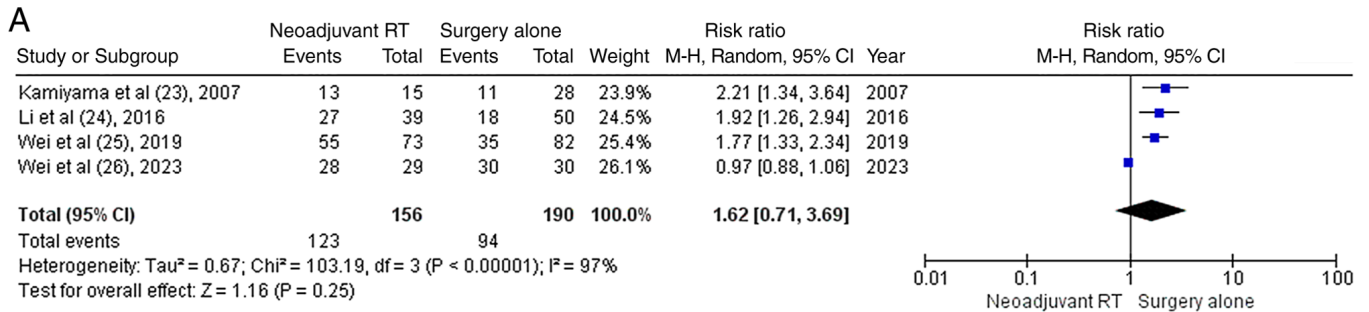 A
Neoadjuvant RT Surgery alone Risk ratio Risk ratio
Study or Subgroup Events Total Events Total Weight M-H, Random, 95% CI Year M-H, Random, 95% CI
Kamiyama et al (23), 2007 13 15 11 28 23.9% 2.21 [1.34, 3.64] 2007
Li et al (24), 2016 27 39 18 50 24.5% 1.92 [1.26, 2.94] 2016
Wei et al (25), 2019 55 73 35 82 25.4% 1.77 [1.33, 2.34] 2019
Wei et al (26), 2023 28 29 30 30 26.1% 0.97 [0.88, 1.06] 2023
Total (95% CI) 156 190 100.0% 1.62 [0.71, 3.69]
Total events 123 94
Heterogeneity: Tau² = 0.67; Chi² = 103.19, df = 3 (P < 0.00001); I² = 97%
Test for overall effect: Z = 1.16 (P = 0.25)
0.01 0.1 1 10 100
Neoadjuvant RT Surgery alone